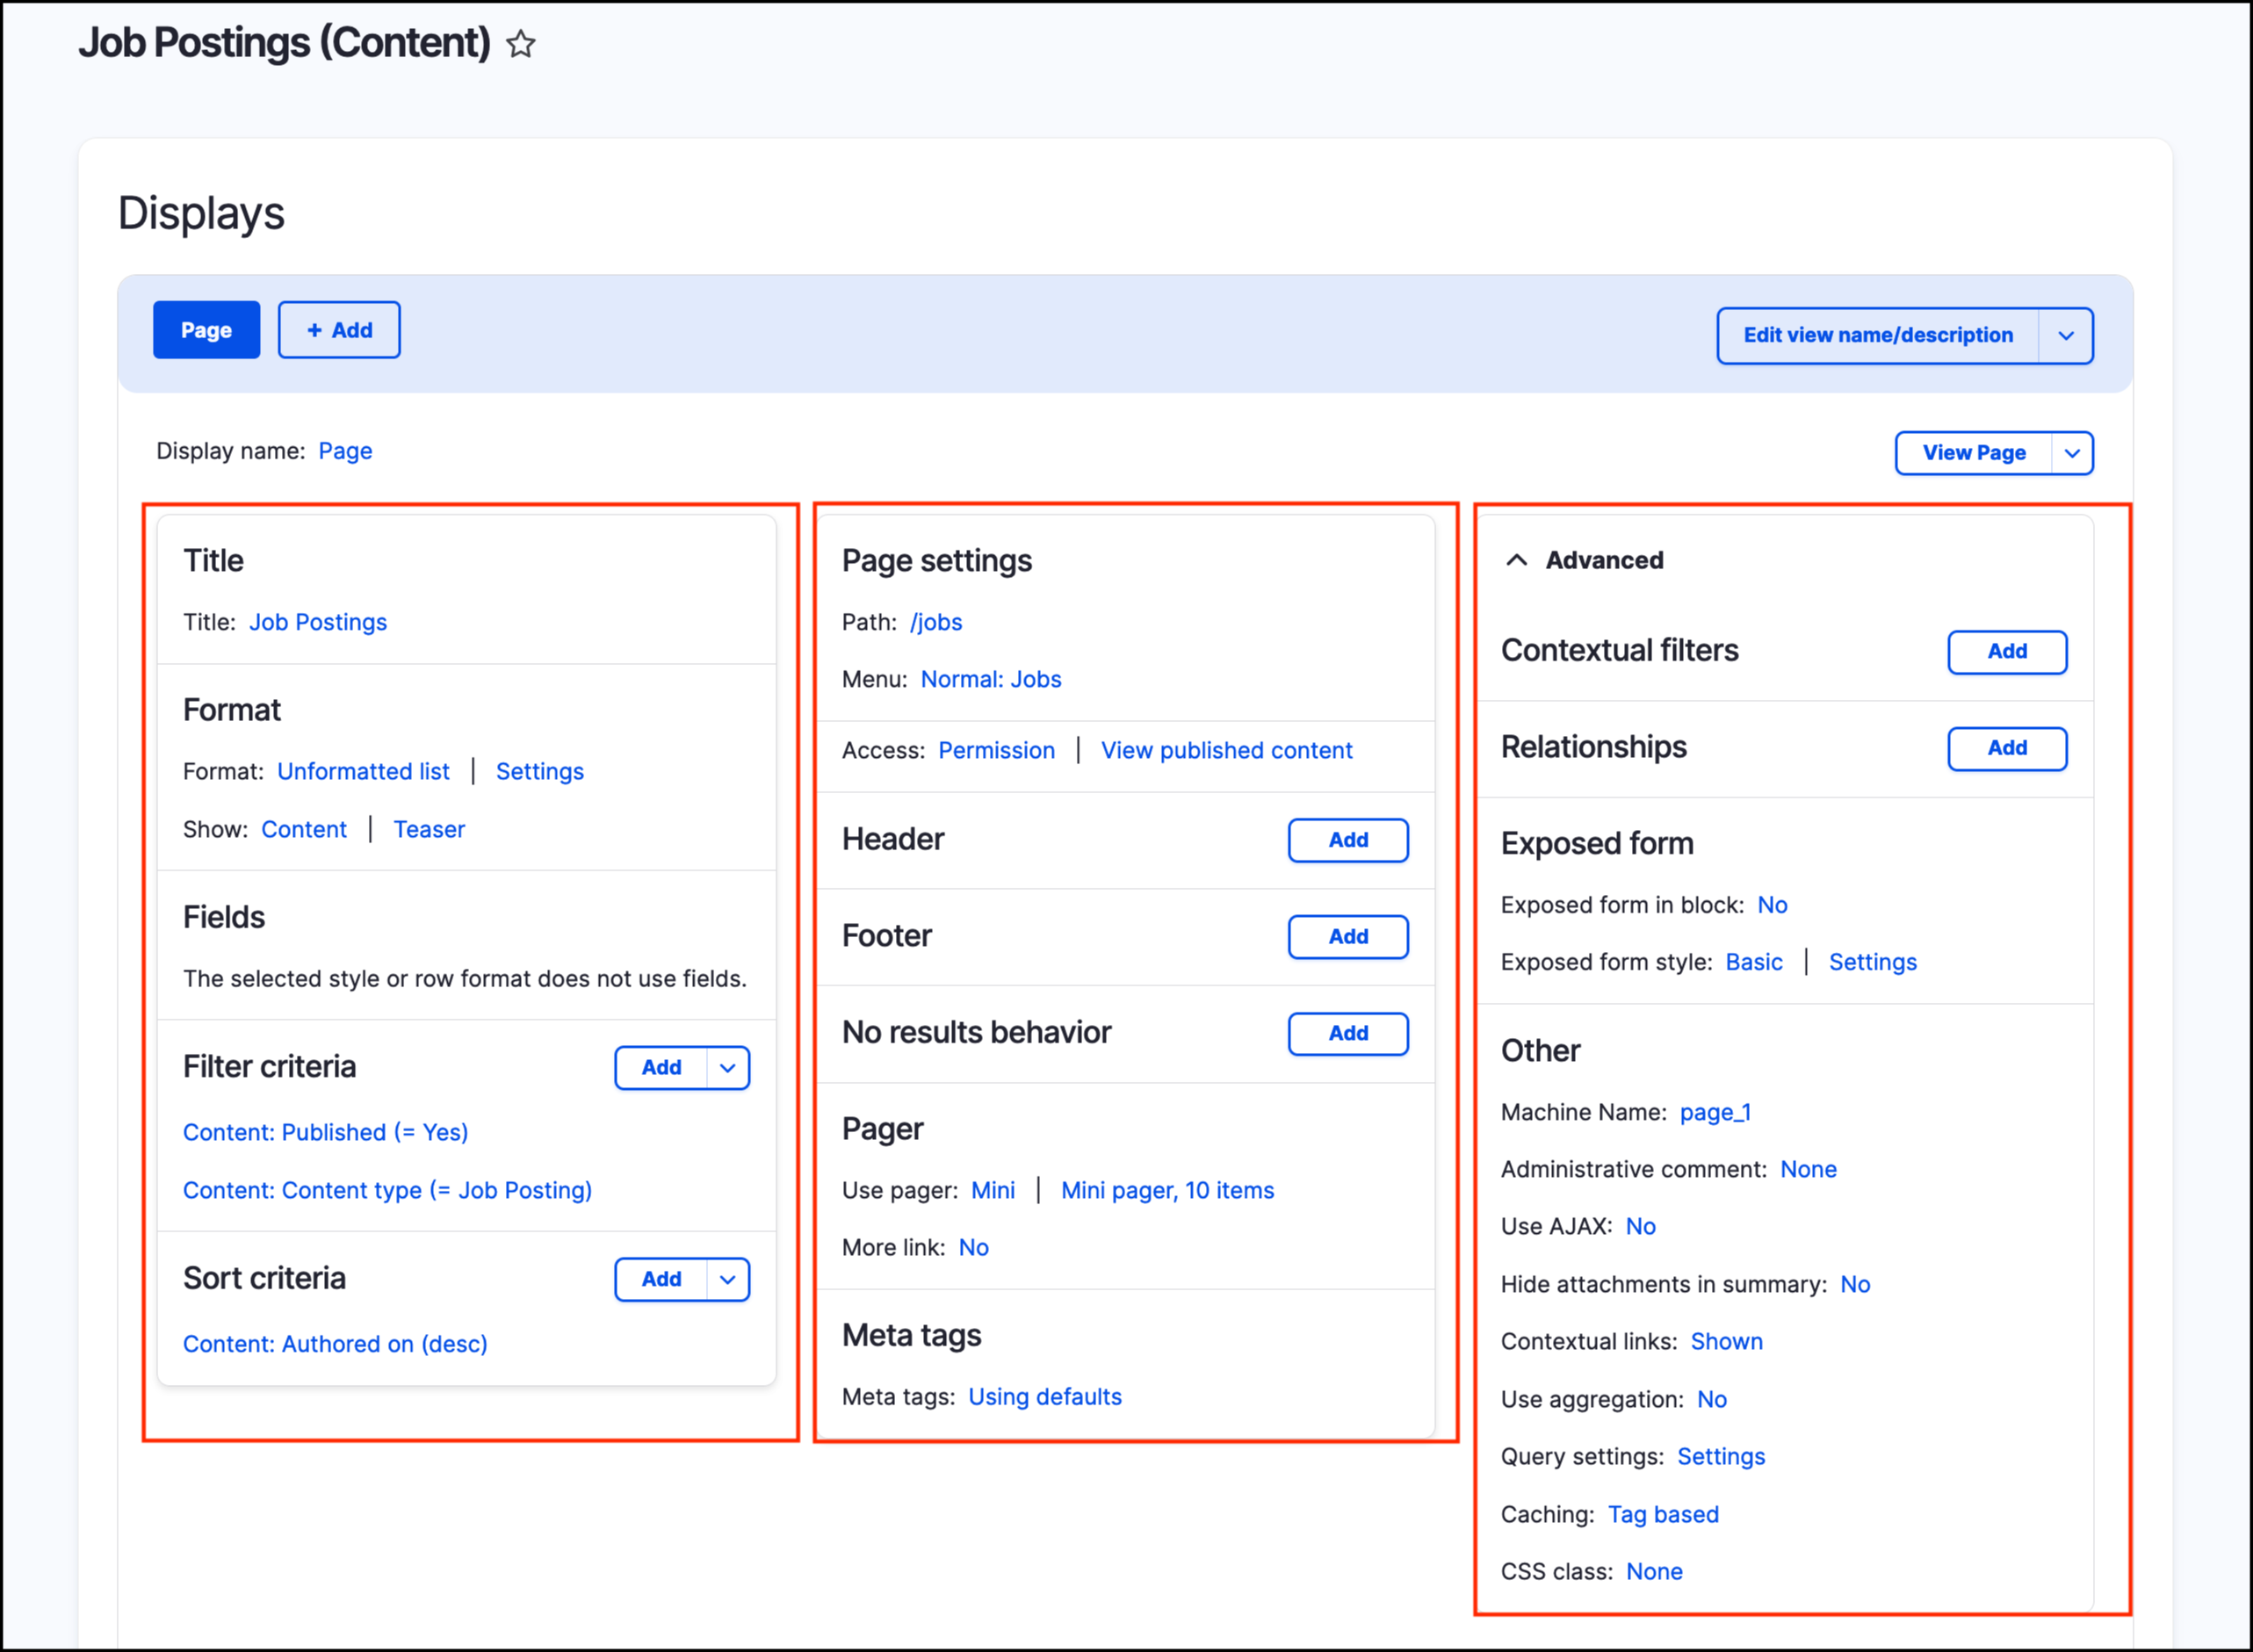 Job Postings (Content)
Displays
Page
+ Add
Edit view name/description
Display name: Page
View Page
Title
Title: Job Postings
Format
Format: Unformatted list | Settings
Show: Content | Teaser
Fields
The selected style or row format does not use fields.
Filter criteria
Add
Content: Published (= Yes)
Content: Content type (= Job Posting)
Sort criteria
Add
Content: Authored on (desc)
Page settings
Path: /jobs
Menu: Normal: Jobs
Access: Permission | View published content
Header
Add
Footer
Add
No results behavior
Add
Pager
Use pager: Mini | Mini pager, 10 items
More link: No
Meta tags
Meta tags: Using defaults
Advanced
Contextual filters
Add
Relationships
Add
Exposed form
Exposed form in block: No
Exposed form style: Basic | Settings
Other
Machine Name: page_1
Administrative comment: None
Use AJAX: No
Hide attachments in summary: No
Contextual links: Shown
Use aggregation: No
Query settings: Settings
Caching: Tag based
CSS class: None